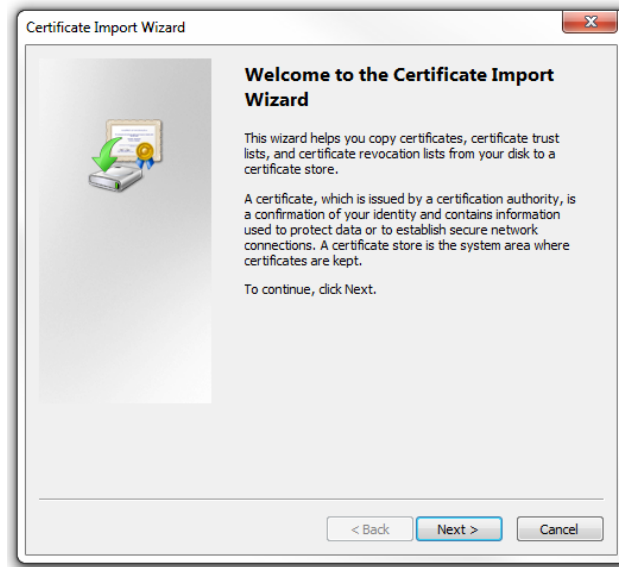 Certificate Import Wizard
Welcome to the Certificate Import
Wizard
This wizard helps you copy certificates, certificate trust
lists, and certificate revocation lists from your disk to a
certificate store.
A certificate, which is issued by a certification authority, is
a confirmation of your identity and contains information
used to protect data or to establish secure network
connections. A certificate store is the system area where
certificates are kept.
To continue, click Next.
< Back Next > Cancel